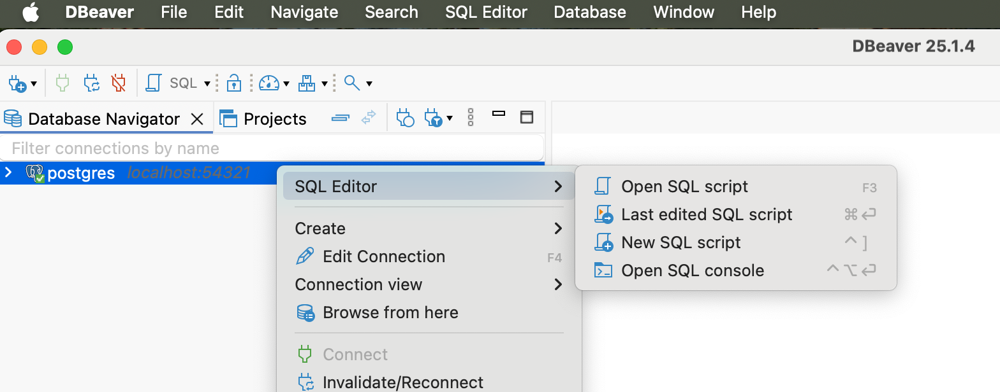 DBeaver File Edit Navigate Search SQL Editor Database Window Help
DBeaver 25.1.4
SQL
Database Navigator Projects
Filter connections by name
postgres localhost:54321
SQL Editor
Create
Edit Connection F4
Connection view
Browse from here
Connect
Invalidate/Reconnect
Open SQL script F3
Last edited SQL script ⌘↩
New SQL script ^ ]
Open SQL console ^⌥↩